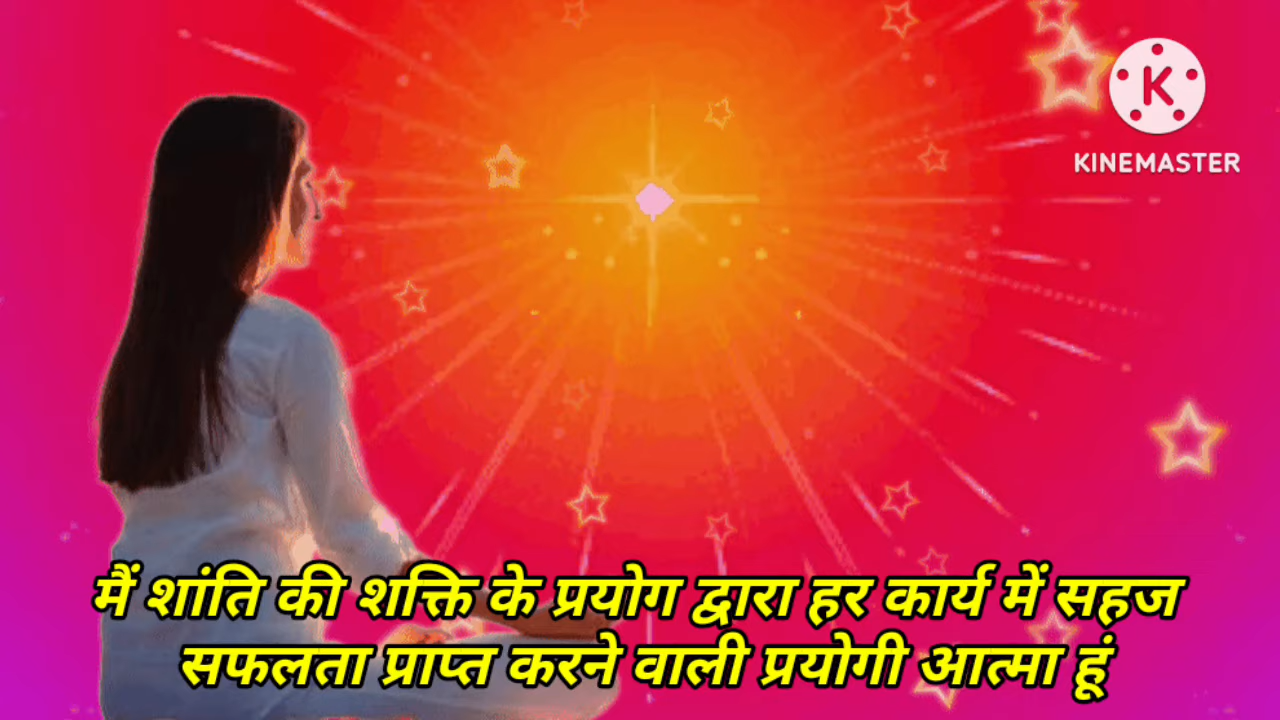 K
KINEMASTER
मैं शांति की शक्ति के प्रयोग द्वारा हर कार्य में सहज
सफलता प्राप्त करने वाली प्रयोगी आत्मा हूं